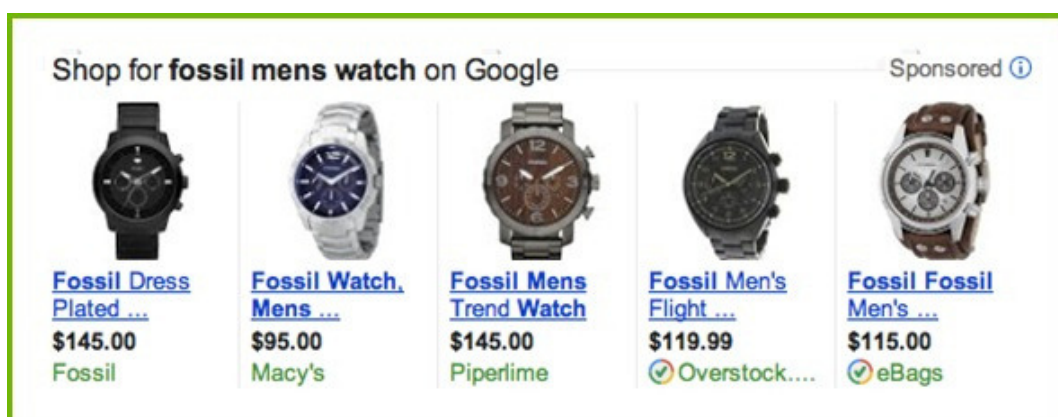 Shop for fossil mens watch on Google
Sponsored
Fossil Dress
Plated ...
$145.00
Fossil
Fossil Watch,
Mens ...
$95.00
Macy's
Fossil Mens
Trend Watch
$145.00
Piperlime
Fossil Men's
Flight ...
$119.99
Overstock....
Fossil Fossil
Men's ...
$115.00
eBags